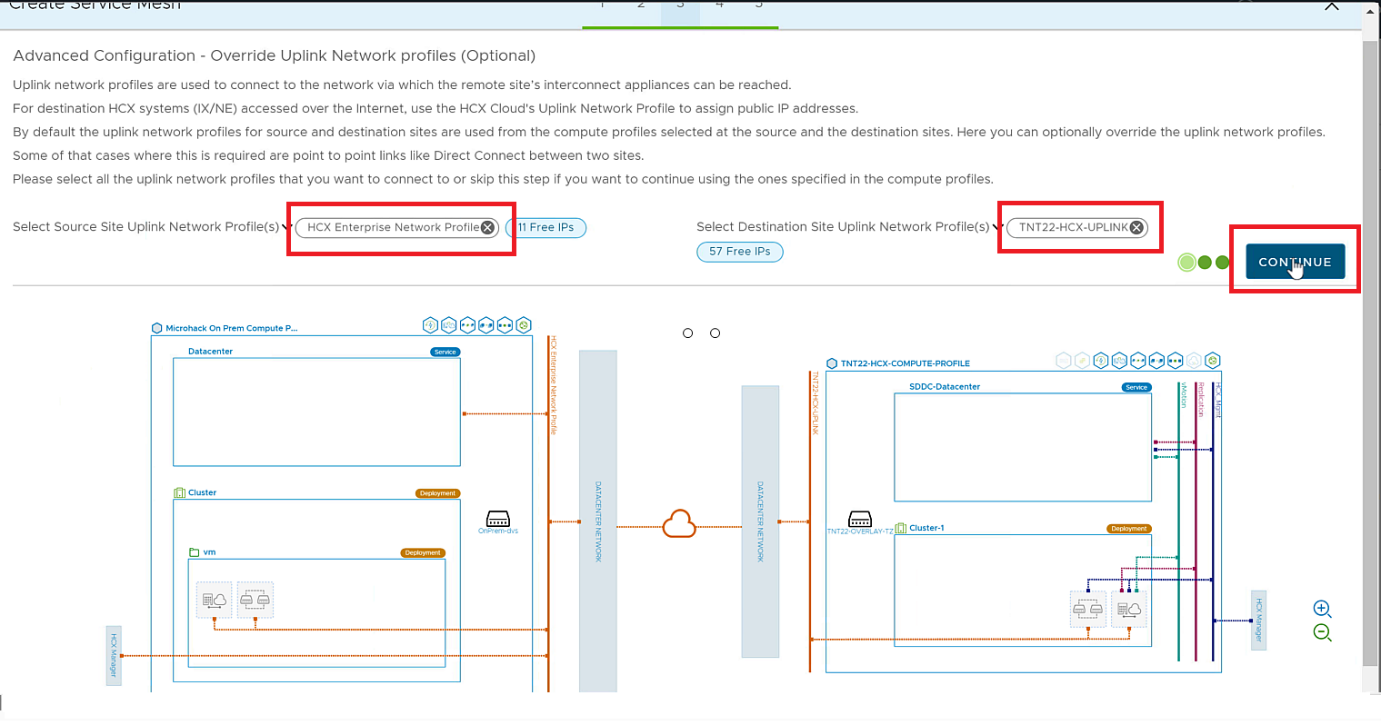 Create Service Mesh
1 2 3 4 5
Advanced Configuration - Override Uplink Network profiles (Optional)
Uplink network profiles are used to connect to the network via which the remote site's interconnect appliances can be reached.
For destination HCX systems (IX/NE) accessed over the Internet, use the HCX Cloud's Uplink Network Profile to assign public IP addresses.
By default the uplink network profiles for source and destination sites are used from the compute profiles selected at the source and the destination sites. Here you can optionally override the uplink network profiles.
Some of that cases where this is required are point to point links like Direct Connect between two sites.
Please select all the uplink network profiles that you want to connect to or skip this step if you want to continue using the ones specified in the compute profiles.
Select Source Site Uplink Network Profile(s) HCX Enterprise Network Profile 11 Free IPs
Select Destination Site Uplink Network Profile(s) TNT22-HCX-UPLINK
57 Free IPs
CONTINUE
Microhack On Prem Compute P...
Datacenter Service
HCX Enterprise Network Profile
Cluster Deployment
vm Deployment
OnPrem-dvs
HCX Manager
DATACENTER NETWORK
DATACENTER NETWORK
TNT22-HCX-UPLINK
TNT22-HCX-COMPUTE-PROFILE
SDDC-Datacenter Service
vMotion
Replication
HCX Mgmt
TNT22-OVERLAY-TZ
Cluster-1 Deployment
HCX Manager